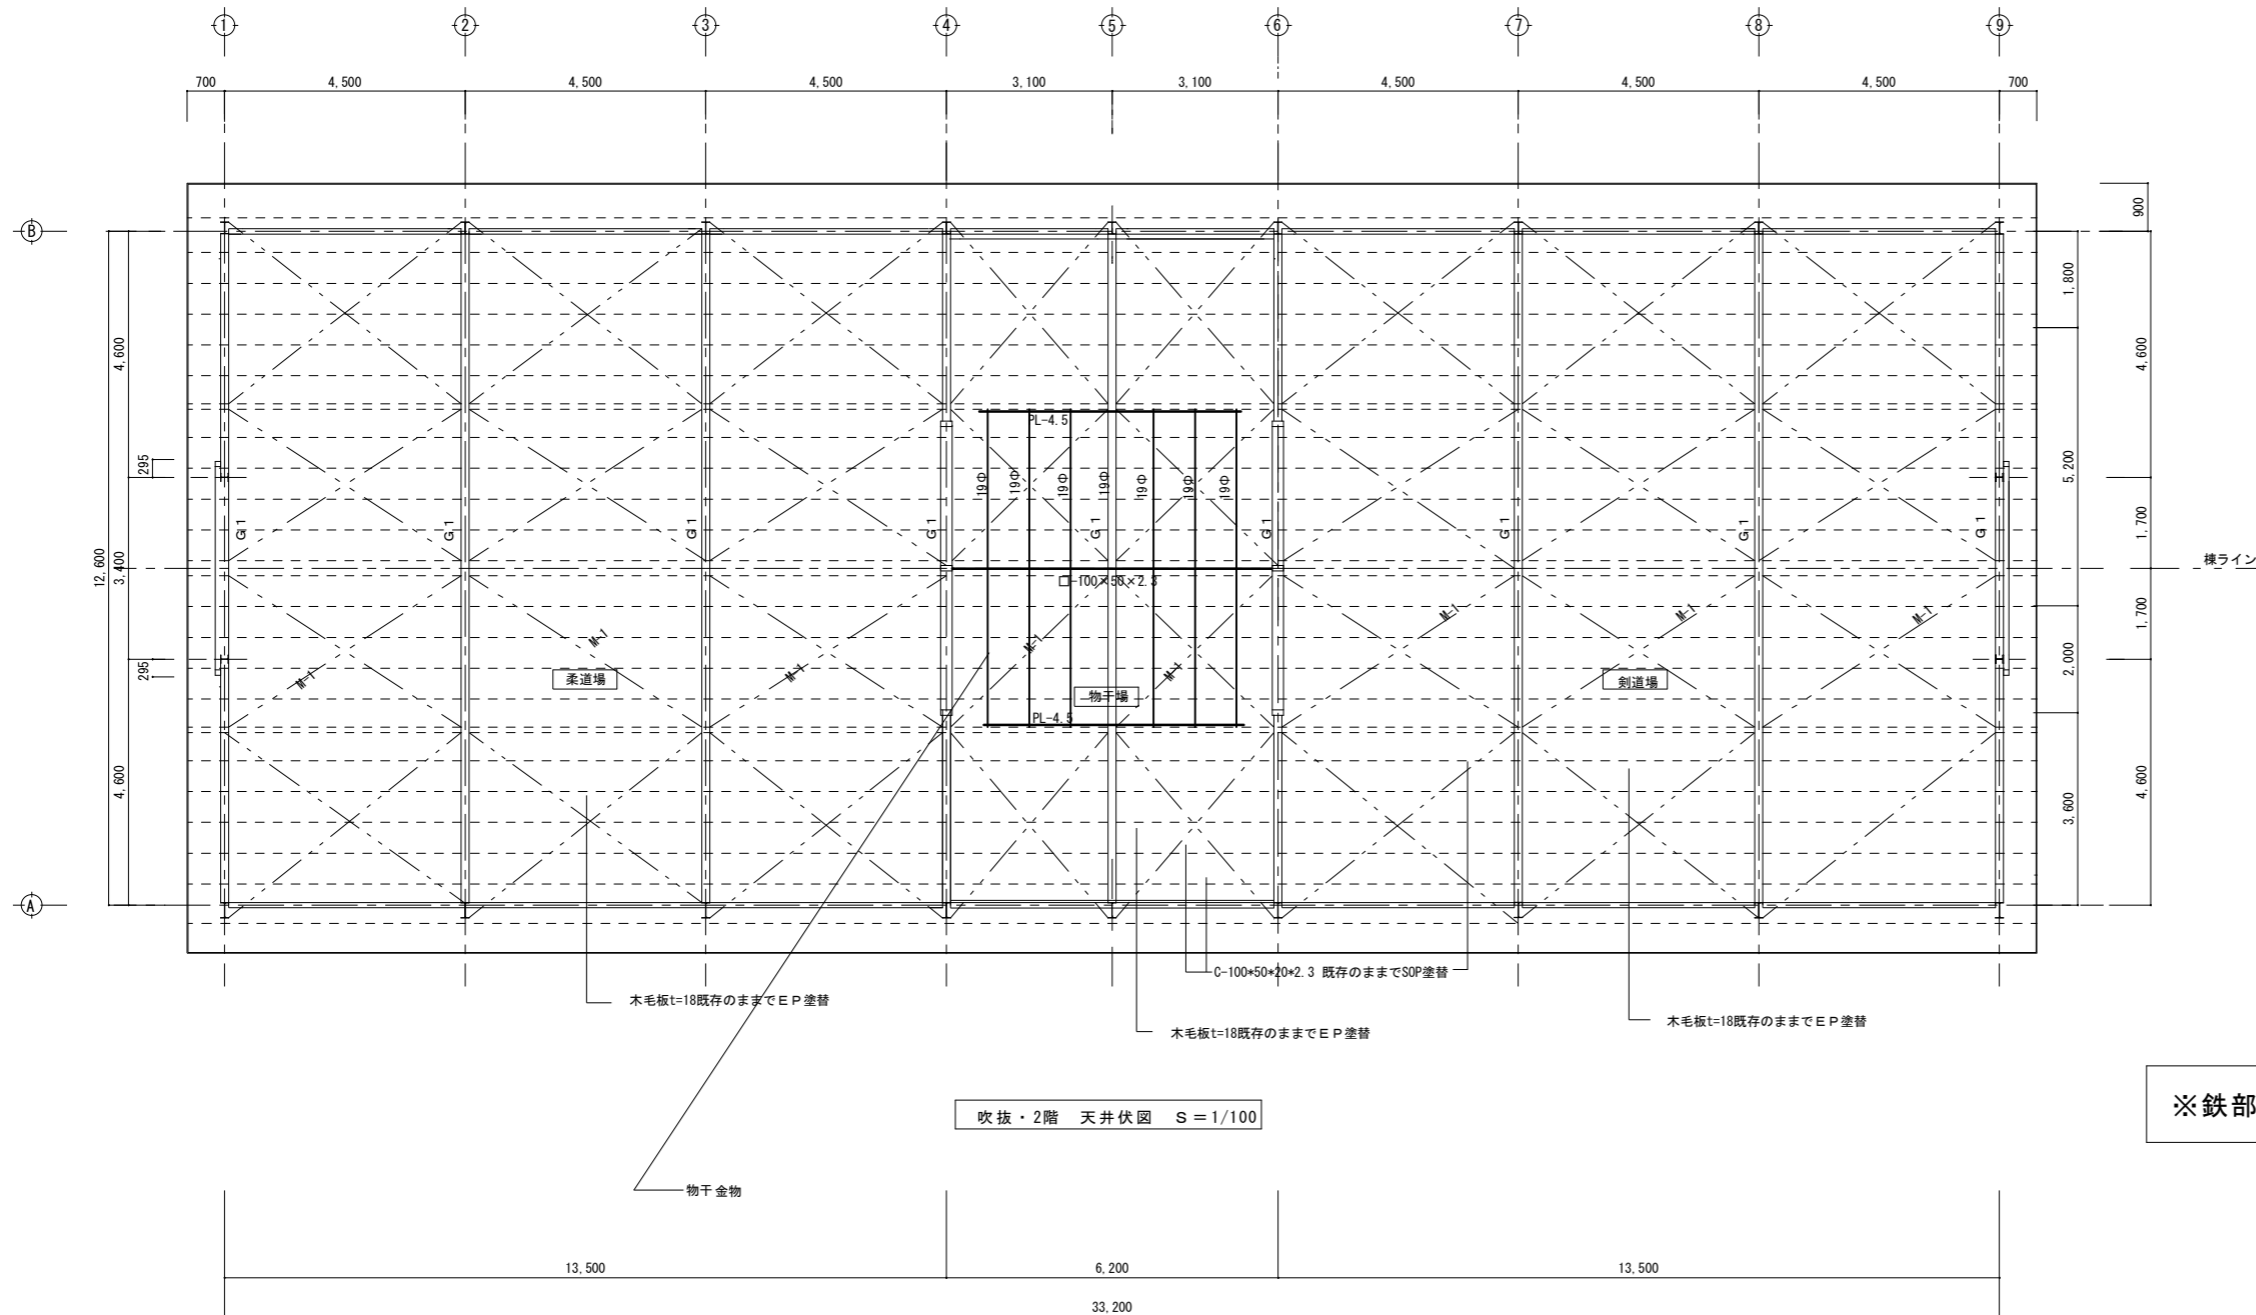 1 2 3 4 5 6 7 8 9
700 4,500 4,500 4,500 3,100 3,100 4,500 4,500 4,500 700
B
A
900
1,800
4,600
4,600
295
5,200
1,700
12,600
3,400
棟ライン
1,700
295
2,000
4,600
3,600
4,600
PL-4.5
19Φ 19Φ 19Φ 19Φ 19Φ 19Φ 19Φ
G1 G1 G1 G1 G1 G1 G1 G1 G1
□-100×50×2.3
M-1 M-1 M-1 M-1 M-1 M-1 M-1 M-1
柔道場
物干場
剣道場
PL-4.5
C-100*50*20*2.3 既存のままでSOP塗替
木毛板t=18既存のままでEP塗替
木毛板t=18既存のままでEP塗替
木毛板t=18既存のままでEP塗替
※鉄部
吹抜・2階 天井伏図 S=1/100
物干金物
13,500 6,200 13,500
33,200